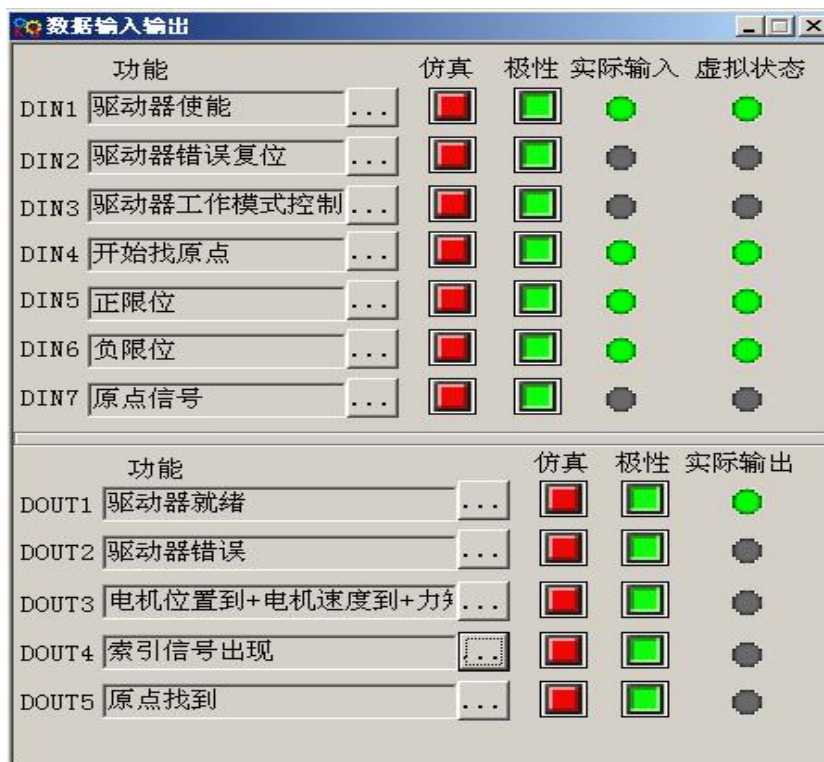 数据输入输出
功能 仿真 极性 实际输入 虚拟状态
DIN1 驱动器使能 ...
DIN2 驱动器错误复位 ...
DIN3 驱动器工作模式控制 ...
DIN4 开始找原点 ...
DIN5 正限位 ...
DIN6 负限位 ...
DIN7 原点信号 ...
功能 仿真 极性 实际输出
DOUT1 驱动器就绪 ...
DOUT2 驱动器错误 ...
DOUT3 电机位置到+电机速度到+力 ...
DOUT4 索引信号出现 ...
DOUT5 原点找到 ...